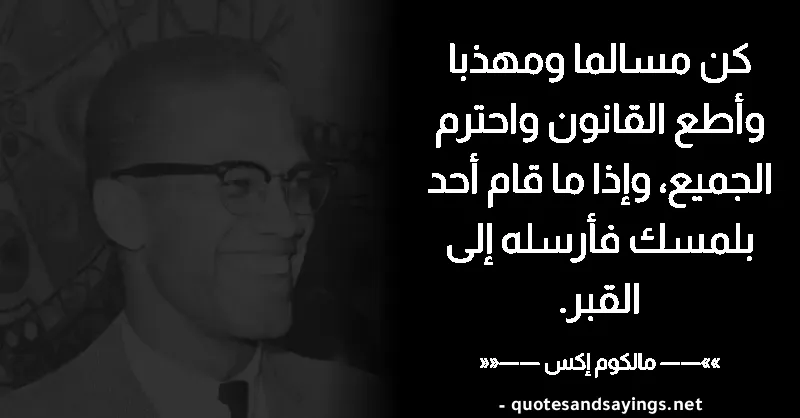 كن مسالما ومهذبا
وأطع القانون واحترم
الجميع، وإذا ما قام أحد
بلمسك فأرسله إلى
القبر.
»»—— مالكوم إكس ——««
- quotesandsayings.net